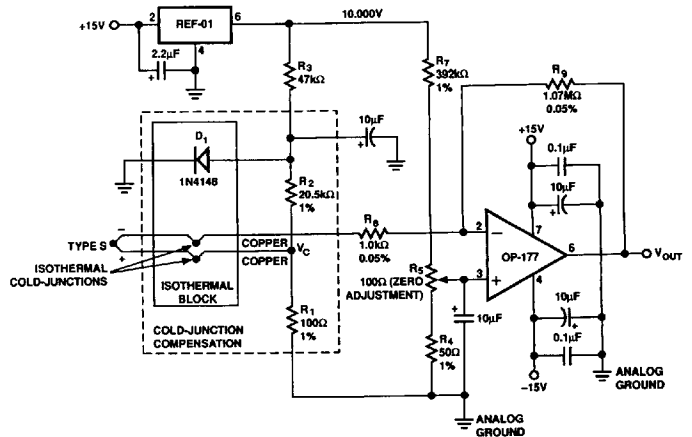 +15V
2
REF-01
6
4
10.000V
2.2µF
+
R3
47kΩ
R7
392kΩ
1%
R9
1.07MΩ
0.05%
10µF
+
D1
1N4148
R2
20.5kΩ
1%
+15V
0.1µF
10µF
+
−
TYPE S
+
COPPER
COPPER
VC
R8
1.0kΩ
0.05%
2
−
7
OP-177
6
VOUT
3
+
4
ISOTHERMAL
COLD-JUNCTIONS
ISOTHERMAL
BLOCK
R5
100Ω (ZERO
ADJUSTMENT)
+
10µF
R1
100Ω
1%
COLD-JUNCTION
COMPENSATION
R4
50Ω
1%
10µF
+
0.1µF
−15V
ANALOG
GROUND
ANALOG
GROUND